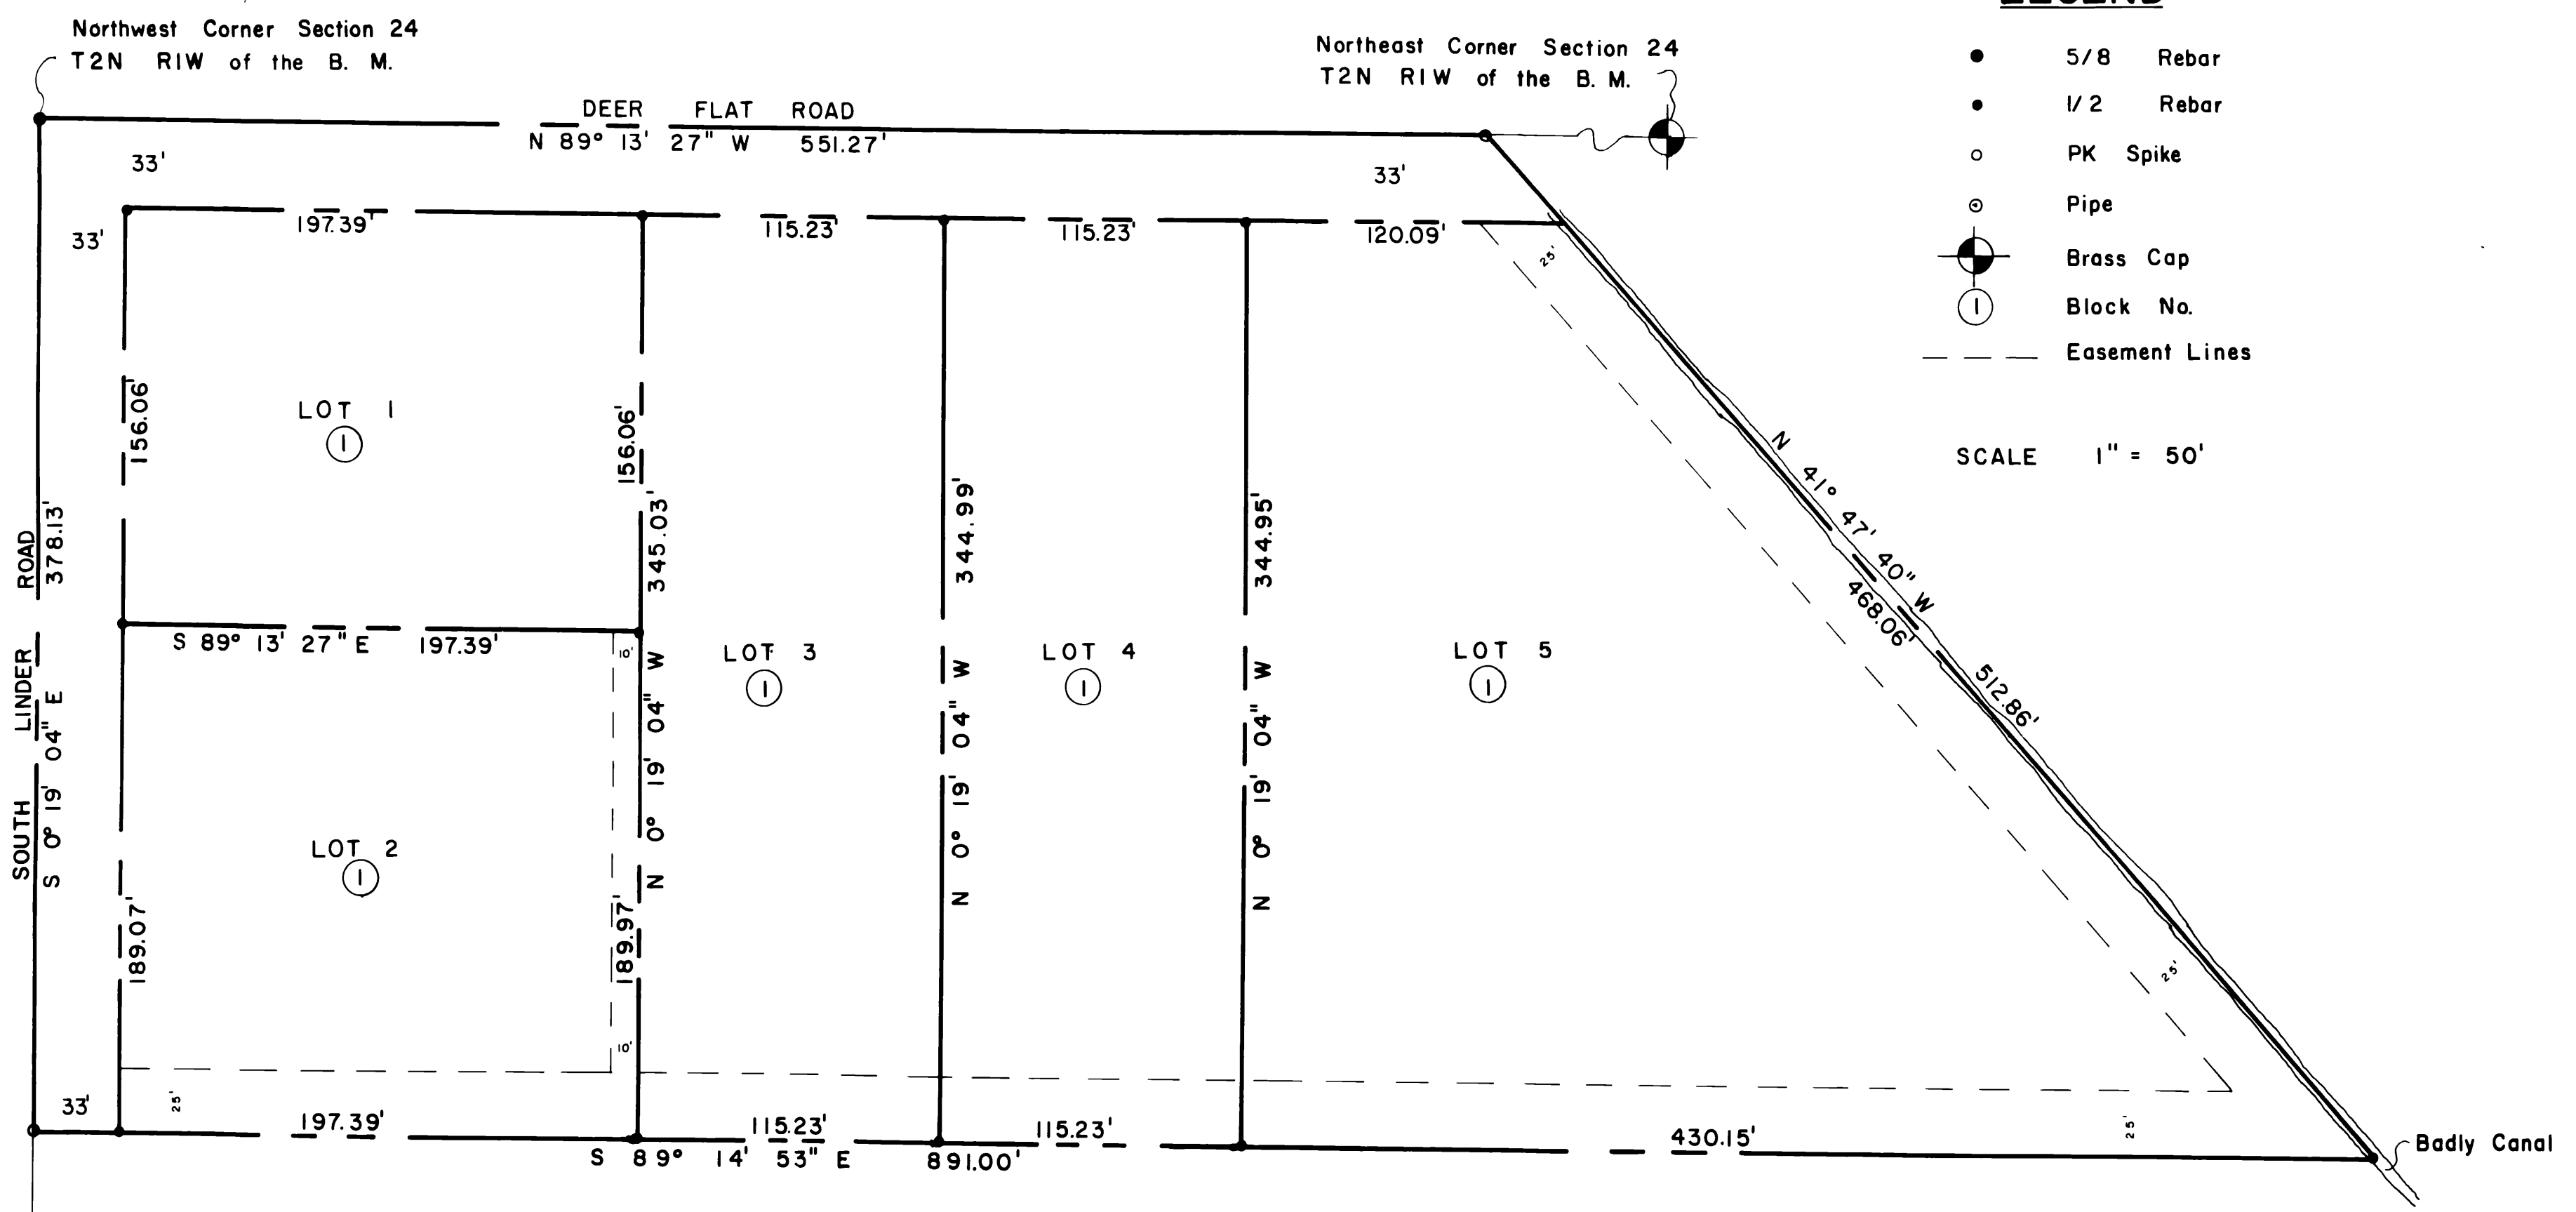 LEGEND
Northwest Corner Section 24
T2N R1W of the B. M.
Northeast Corner Section 24
T2N R1W of the B. M.
5/8 Rebar
1/2 Rebar
PK Spike
Pipe
Brass Cap
1 Block No.
Easement Lines
SCALE 1" = 50'
DEER FLAT ROAD
N 89° 13' 27" W 551.27'
33'
33'
33'
197.39'
115.23'
115.23'
120.09'
25'
SOUTH LINDER ROAD
S 0° 19' 04" E 378.13'
156.06'
LOT 1
1
156.06'
345.03'
N 0° 19' 04" W
344.99'
N 0° 19' 04" W
344.95'
N 0° 19' 04" W
S 89° 13' 27" E 197.39'
10'
LOT 3
1
LOT 4
1
LOT 5
1
N 41° 47' 40" W
468.06'
512.86'
LOT 2
1
189.07'
189.97'
10'
25'
33'
25'
197.39'
115.23'
115.23'
430.15'
25'
S 89° 14' 53" E 891.00'
Badly Canal